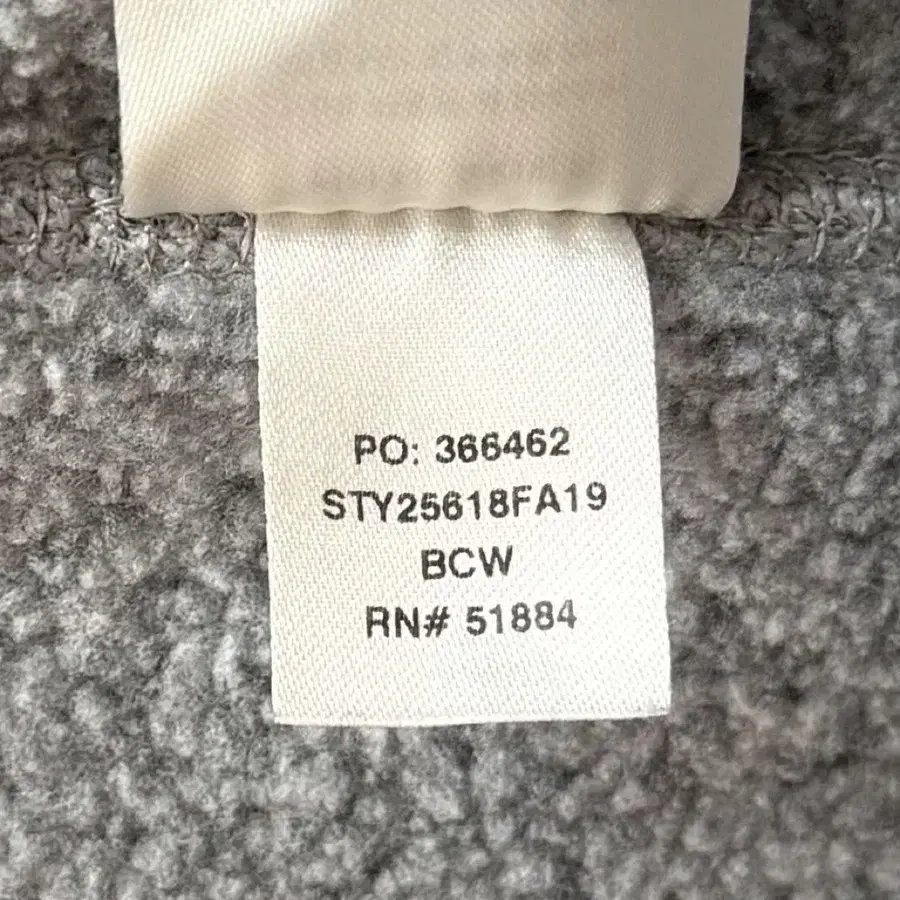 PO: 366462
STY25618FA19
BCW
RN# 51884